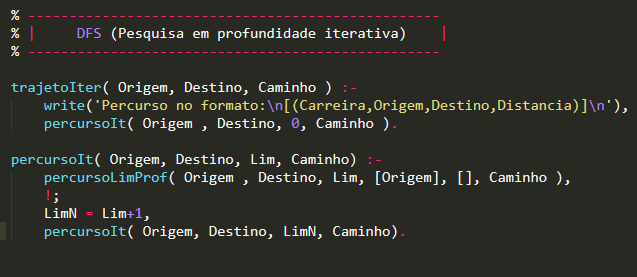 % --------------------------------------------------
% |     DFS (Pesquisa em profundidade iterativa)    |
% --------------------------------------------------
trajetoIter( Origem, Destino, Caminho ) :-
    write('Percurso no formato:\n[(Carreira,Origem,Destino,Distancia)]\n'),
    percursoIt( Origem , Destino, 0, Caminho ).
percursoIt( Origem, Destino, Lim, Caminho) :-
    percursoLimProf( Origem , Destino, Lim, [Origem], [], Caminho ),
    !;
    LimN = Lim+1,
    percursoIt( Origem, Destino, LimN, Caminho).